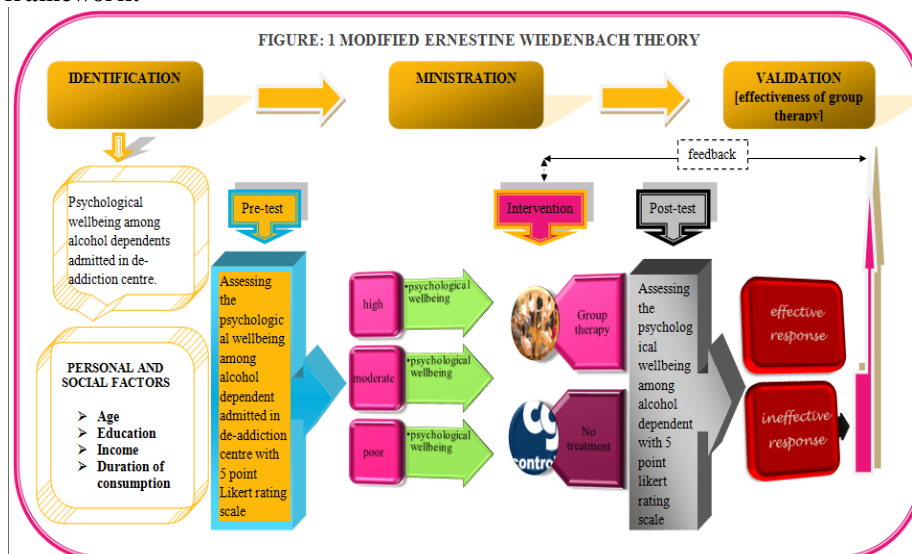 framework.
FIGURE: 1 MODIFIED ERNESTINE WIEDENBACH THEORY
IDENTIFICATION
MINISTRATION
VALIDATION
[effectiveness of group
therapy]
feedback
Psychological
wellbeing among
alcohol dependents
admitted in de-
addiction centre.
Pre-test
Intervention
Post-test
Assessing
the
psychologic
al wellbeing
among
alcohol
dependent
admitted in
de-addiction
centre with
5 point
Likert rating
scale
high
•psychological
wellbeing
moderate
•psychological
wellbeing
poor
•psychological
wellbeing
Group
therapy
control
No
treatment
Assessing
the
psycholog
ical
wellbeing
among
alcohol
dependent
with 5
point
likert
rating
scale
effective
response
ineffective
response
PERSONAL AND
SOCIAL FACTORS
➢ Age
➢ Education
➢ Income
➢ Duration of
consumption